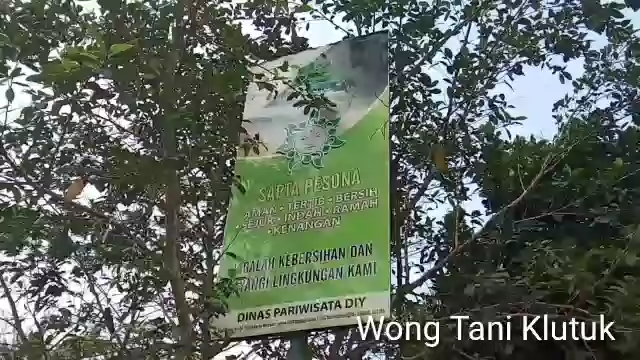 SAPTA PESONA
AMAN • TERTIB • BERSIH
SEJUK • INDAH • RAMAH
• KENANGAN
KEBERSIHAN DAN
LINGKUNGAN KAMI
DINAS PARIWISATA DIY
Wong Tani Klutuk